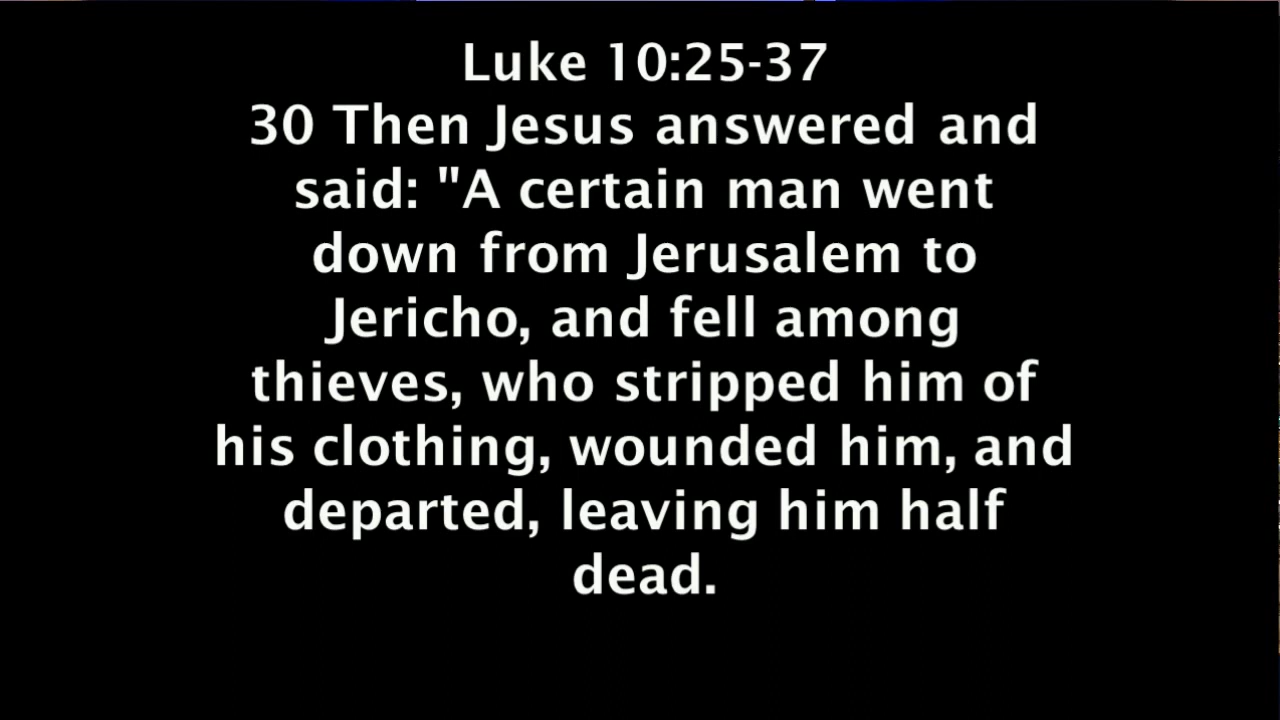 Luke 10:25-37
30 Then Jesus answered and
said: "A certain man went
down from Jerusalem to
Jericho, and fell among
thieves, who stripped him of
his clothing, wounded him, and
departed, leaving him half
dead.